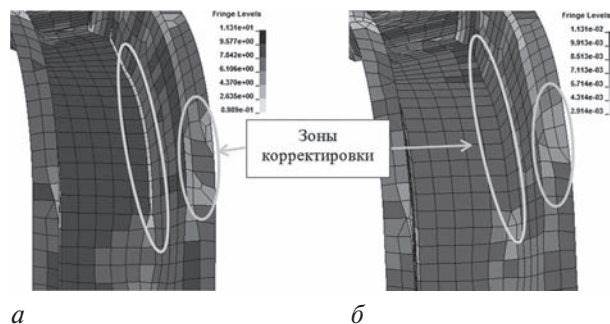 Fringe Levels
1.131e+01
9.577e+00
7.842e+00
6.106e+00
4.370e+00
2.635e+00
8.989e-01
Fringe Levels
1.131e-02
9.913e-03
8.513e-03
7.113e-03
5.714e-03
4.314e-03
2.914e-03
Зоны
корректировки
а
б